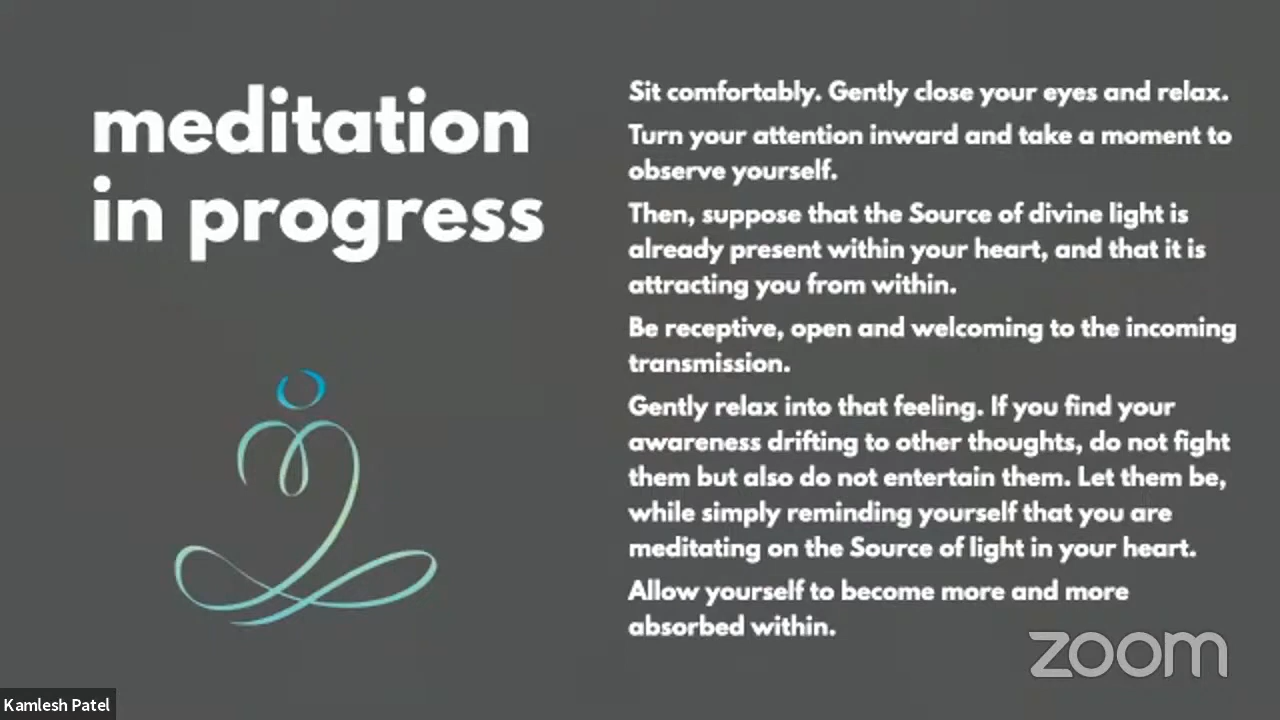 meditation
in progress
Sit comfortably. Gently close your eyes and relax.
Turn your attention inward and take a moment to
observe yourself.
Then, suppose that the Source of divine light is
already present within your heart, and that it is
attracting you from within.
Be receptive, open and welcoming to the incoming
transmission.
Gently relax into that feeling. If you find your
awareness drifting to other thoughts, do not fight
them but also do not entertain them. Let them be,
while simply reminding yourself that you are
meditating on the Source of light in your heart.
Allow yourself to become more and more
absorbed within.
zoom
Kamlesh Patel